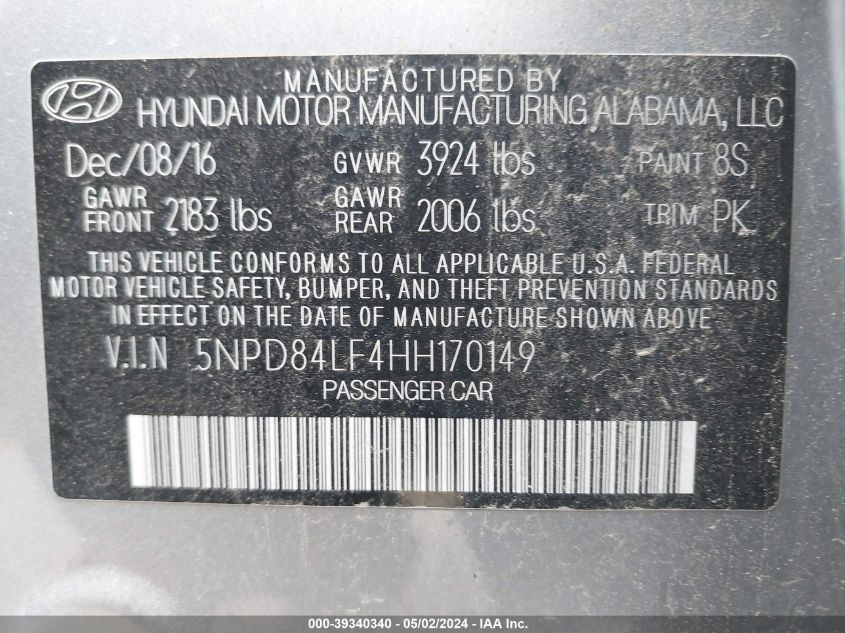 MANUFACTURED BY
HYUNDAI MOTOR MANUFACTURING ALABAMA, LLC
Dec/08/16 GVWR 3924 lbs PAINT 8S
GAWR FRONT 2183 lbs GAWR REAR 2006 lbs TRIM PK
THIS VEHICLE CONFORMS TO ALL APPLICABLE U.S.A. FEDERAL
MOTOR VEHICLE SAFETY, BUMPER, AND THEFT PREVENTION STANDARDS
IN EFFECT ON THE DATE OF MANUFACTURE SHOWN ABOVE
V.I.N 5NPD84LF4HH170149
PASSENGER CAR
000-39340340 - 05/02/2024 - IAA Inc.